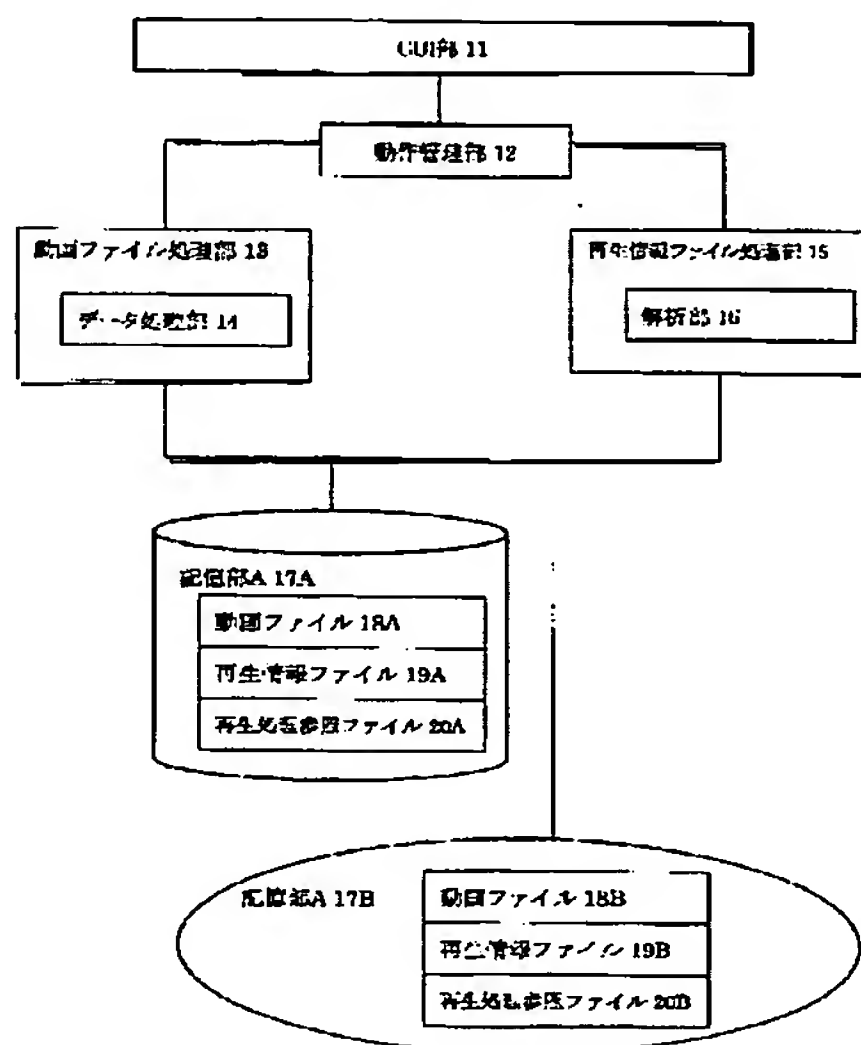 GUI部 11
動作管理部 12
動画ファイル処理部 13
再生情報ファイル処理部 15
データ処理部 14
解析部 16
記憶部A 17A
動画ファイル 18A
再生情報ファイル 19A
再生処理参照ファイル 20A
記憶部A 17B
動画ファイル 18B
再生情報ファイル 19B
再生処理参照ファイル 20B